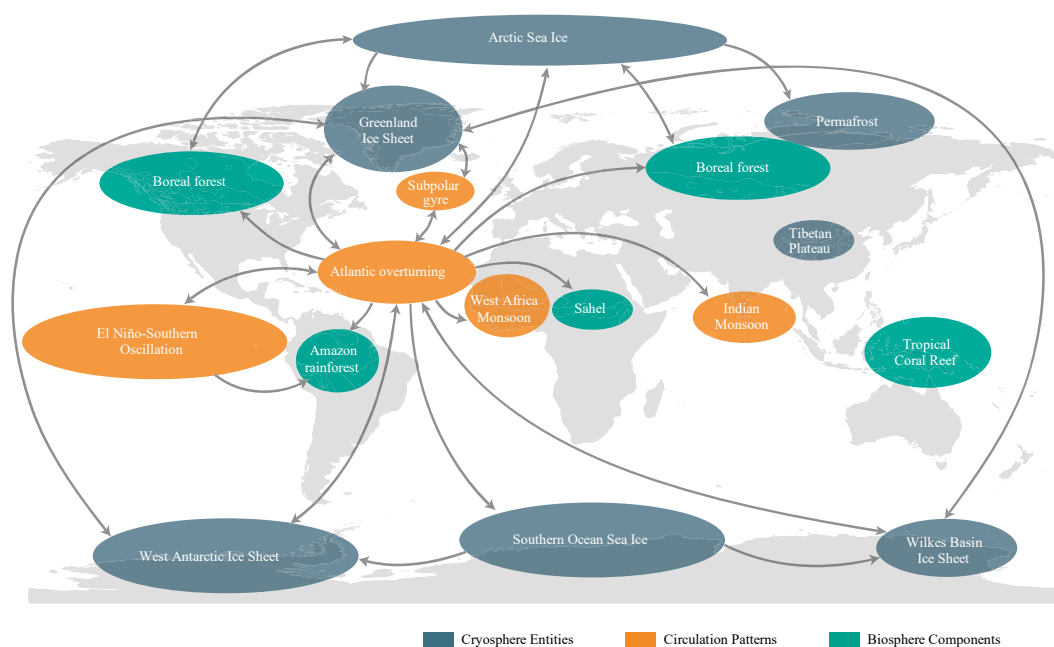 Arctic Sea Ice
Greenland
Ice Sheet
Permafrost
Boreal forest
Boreal forest
Subpolar
gyre
Tibetan
Plateau
Atlantic overturning
West Africa
Monsoon
Sahel
Indian
Monsoon
El Niño-Southern
Oscillation
Amazon
rainforest
Tropical
Coral Reef
West Antarctic Ice Sheet
Southern Ocean Sea Ice
Wilkes Basin
Ice Sheet
Cryosphere Entities
Circulation Patterns
Biosphere Components